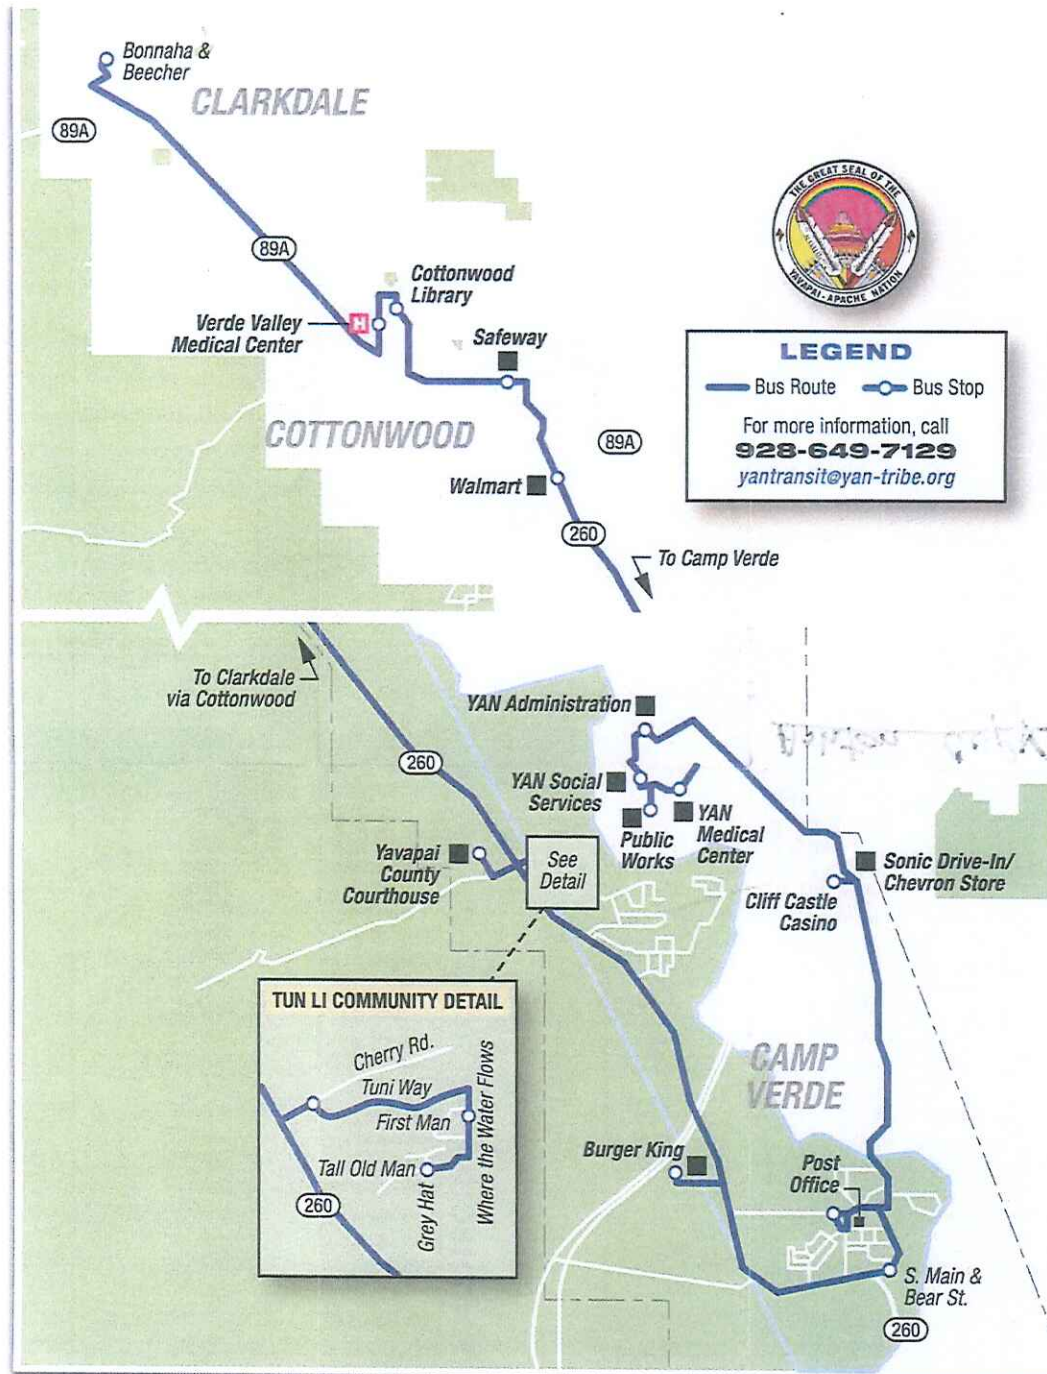 Bonnaha &
Beecher
CLARKDALE
89A
THE GREAT SEAL OF THE
YAVAPAI-APACHE NATION
89A
Cottonwood
Library
Verde Valley
Medical Center
H
Safeway
LEGEND
Bus Route
Bus Stop
For more information, call
928-649-7129
yantransit@yan-tribe.org
COTTONWOOD
89A
Walmart
260
To Camp Verde
To Clarkdale
via Cottonwood
YAN Administration
260
YAN Social
Services
Public
Works
YAN
Medical
Center
Yavapai
County
Courthouse
See
Detail
Sonic Drive-In/
Chevron Store
Cliff Castle
Casino
TUN LI COMMUNITY DETAIL
Cherry Rd.
Tuni Way
First Man
Tall Old Man
Grey Hat
Where the Water Flows
260
CAMP
VERDE
Burger King
Post
Office
S. Main &
Bear St.
260